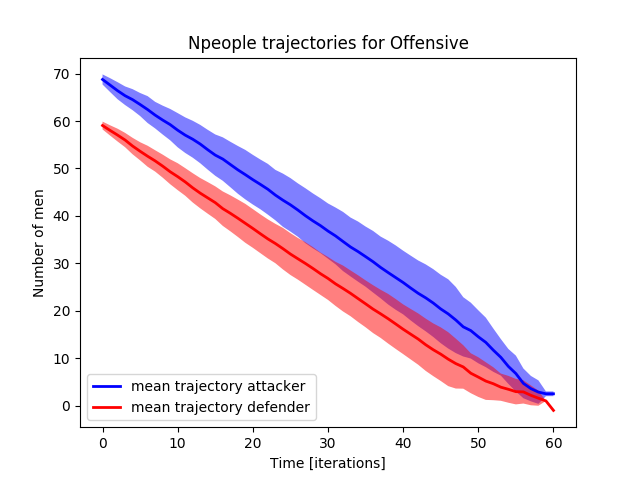 Npeople trajectories for Offensive
Number of men
70
60
50
40
30
20
10
0
mean trajectory attacker
mean trajectory defender
0 10 20 30 40 50 60
Time [iterations]